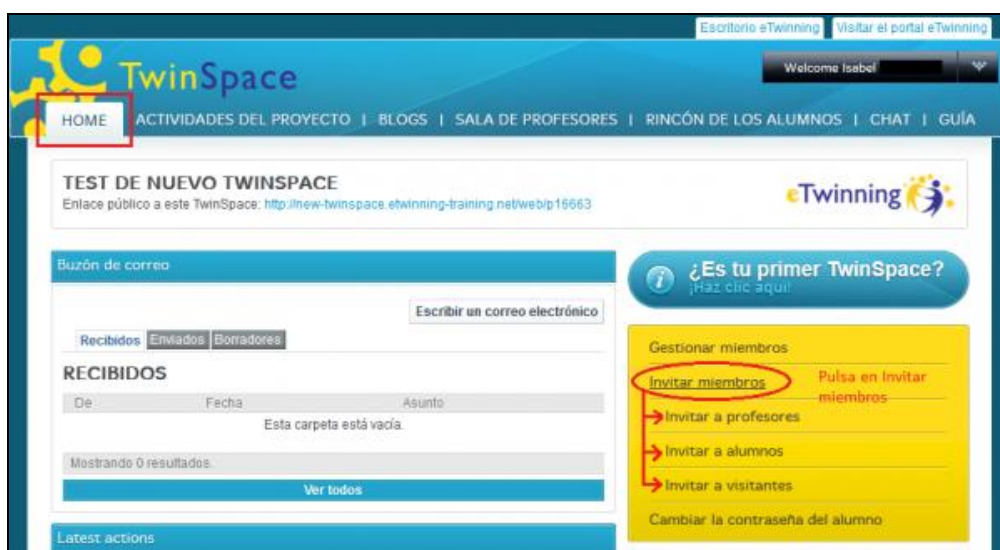 Escritorio eTwinning Visitar el portal eTwinning
TwinSpace
Welcome Isabel
HOME ACTIVIDADES DEL PROYECTO | BLOGS | SALA DE PROFESORES | RINCÓN DE LOS ALUMNOS | CHAT | GUÍA
TEST DE NUEVO TWINSPACE
Enlace público a este TwinSpace: http://new-twinspace.etwinning-training.net/web/p16663
eTwinning
Buzón de correo
¿Es tu primer TwinSpace?
¡Haz clic aquí!
Escribir un correo electrónico
Recibidos Enviados Borradores
RECIBIDOS
De Fecha Asunto
Esta carpeta está vacía.
Mostrando 0 resultados.
Ver todos
Latest actions
Gestionar miembros
Invitar miembros
Pulsa en Invitar
miembros
Invitar a profesores
Invitar a alumnos
Invitar a visitantes
Cambiar la contraseña del alumno